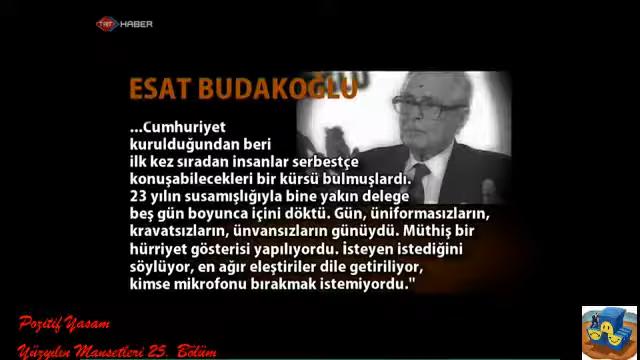 TRT HABER
ESAT BUDAKOĞLU
...Cumhuriyet
kurulduğundan beri
ilk kez sıradan insanlar serbestçe
konuşabilecekleri bir kürsü bulmuşlardı.
23 yılın susamışlığıyla bine yakın delege
beş gün boyunca içini döktü. Gün, üniformasızların,
kravatsızların, ünvansızların günüydü. Müthiş bir
hürriyet gösterisi yapılıyordu. İsteyen istediğini
söylüyor, en ağır eleştiriler dile getiriliyor,
kimse mikrofonu bırakmak istemiyordu."
Pozitif Yasam
Yüzyılın Mansetleri 25. Bölüm